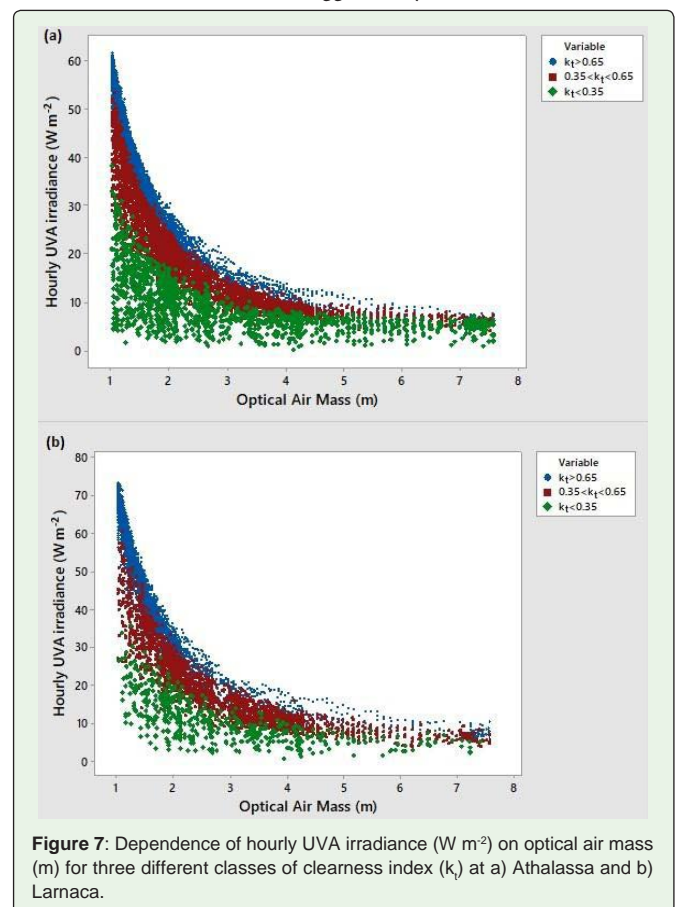 (a)
Variable
kt>0.65
0.35<kt<0.65
kt<0.35
Hourly UVA irradiance (W m-2)
60
50
40
30
20
10
0
1 2 3 4 5 6 7 8
Optical Air Mass (m)
(b)
Variable
kt>0.65
0.35<kt<0.65
kt<0.35
Hourly UVA irradiance (W m-2)
80
70
60
50
40
30
20
10
0
1 2 3 4 5 6 7 8
Optical Air Mass (m)
Figure 7: Dependence of hourly UVA irradiance (W m-2) on optical air mass
(m) for three different classes of clearness index (kt) at a) Athalassa and b)
Larnaca.